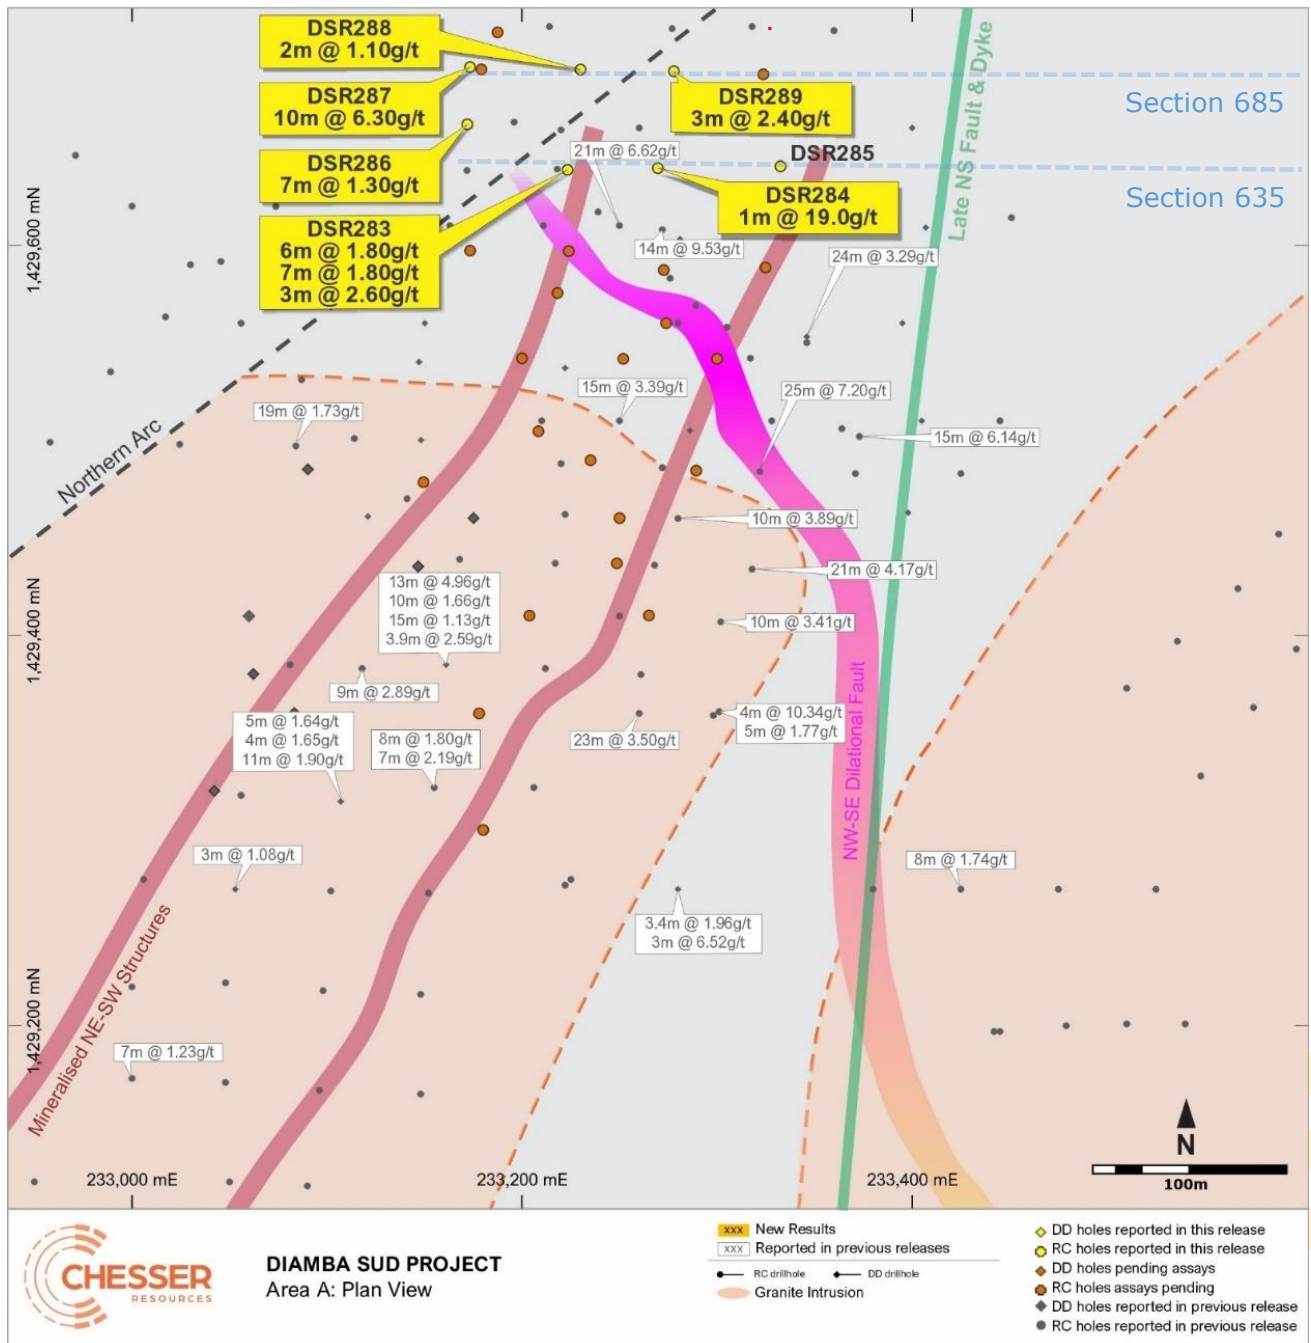 DSR288
2m @ 1.10g/t
DSR287
10m @ 6.30g/t
DSR289
3m @ 2.40g/t
Section 685
DSR286
7m @ 1.30g/t
21m @ 6.62g/t
DSR285
DSR284
1m @ 19.0g/t
Section 635
DSR283
6m @ 1.80g/t
7m @ 1.80g/t
3m @ 2.60g/t
14m @ 9.53g/t
24m @ 3.29g/t
Late NS Fault & Dyke
1,429,600 mN
15m @ 3.39g/t
25m @ 7.20g/t
19m @ 1.73g/t
15m @ 6.14g/t
Northern Arc
10m @ 3.89g/t
21m @ 4.17g/t
13m @ 4.96g/t
10m @ 1.66g/t
15m @ 1.13g/t
3.9m @ 2.59g/t
10m @ 3.41g/t
1,429,400 mN
9m @ 2.89g/t
5m @ 1.64g/t
4m @ 1.65g/t
11m @ 1.90g/t
8m @ 1.80g/t
7m @ 2.19g/t
23m @ 3.50g/t
4m @ 10.34g/t
5m @ 1.77g/t
NW-SE Dilational Fault
3m @ 1.08g/t
8m @ 1.74g/t
3.4m @ 1.96g/t
3m @ 6.52g/t
Mineralised NE-SW Structures
1,429,200 mN
7m @ 1.23g/t
233,000 mE
233,200 mE
233,400 mE
N
100m
CHESSER
RESOURCES
DIAMBA SUD PROJECT
Area A: Plan View
xxx New Results
xxx Reported in previous releases
RC drillhole
DD drillhole
Granite Intrusion
DD holes reported in this release
RC holes reported in this release
DD holes pending assays
RC holes assays pending
DD holes reported in previous release
RC holes reported in previous release